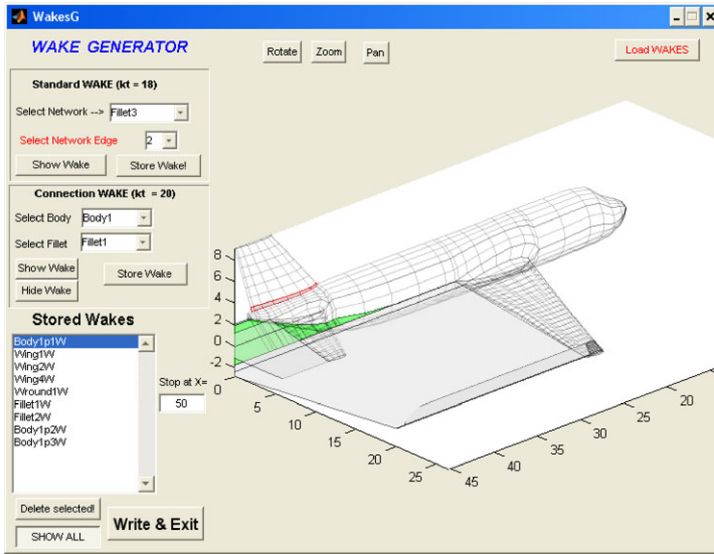 WakesG
WAKE GENERATOR
Rotate Zoom Pan
Load WAKES
Standard WAKE (kt = 18)
Select Network --> Fillet3
Select Network Edge 2
Show Wake Store Wake!
Connection WAKE (kt = 20)
Select Body Body1
Select Fillet Fillet1
Show Wake
Store Wake
Hide Wake
Stored Wakes
Body1p1W
Wing1W
Wing2W
Wing4W
Wround1W
Fillet1W
Fillet2W
Body1p2W
Body1p3W
Stop at X=
50
Delete selected!
SHOW ALL
Write & Exit
8
6
4
2
0
-2
0
5
10
15
20
25
45
40
35
30
25
20